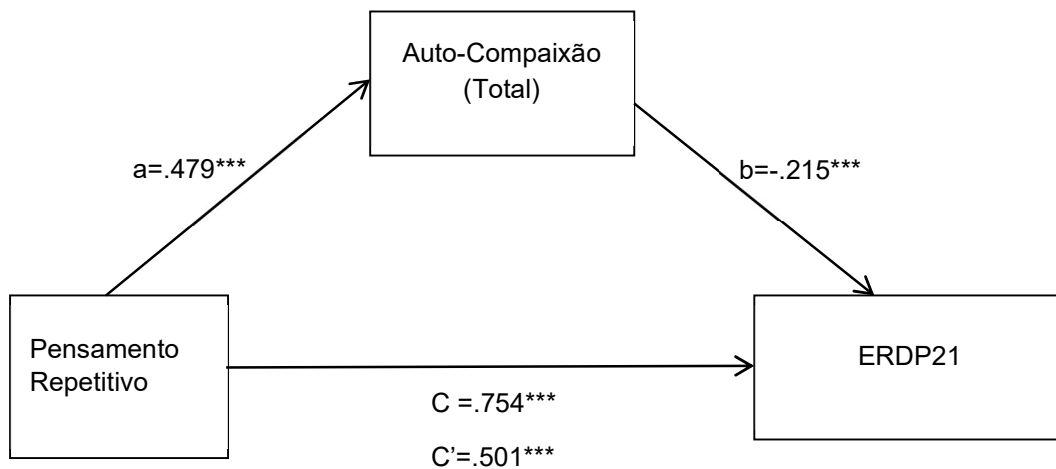 Auto-Compaixão
(Total)
a=.479***
b=-.215***
Pensamento
Repetitivo
ERDP21
C =.754***
C’=.501***